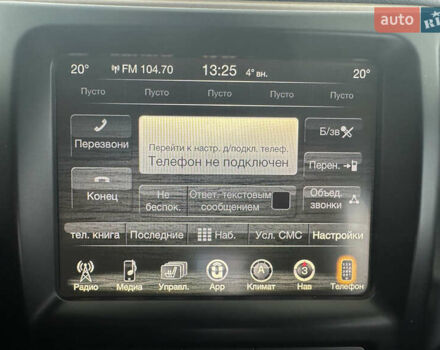 auto RIA
20° FM 104.70 13:25 4° вн. 20°
Пусто Пусто Пусто Пусто Пусто
Перезвони
Перейти к настр. д/подкл. телеф.
Телефон не подключен
Б/зв
Перен.
Конец
Не беспок.
Ответ. текстовым сообщением
Объед. звонки
тел. книга Последние Наб. Усл. СМС Настройки
Радио Медиа Управл. App Климат Нав Телефон